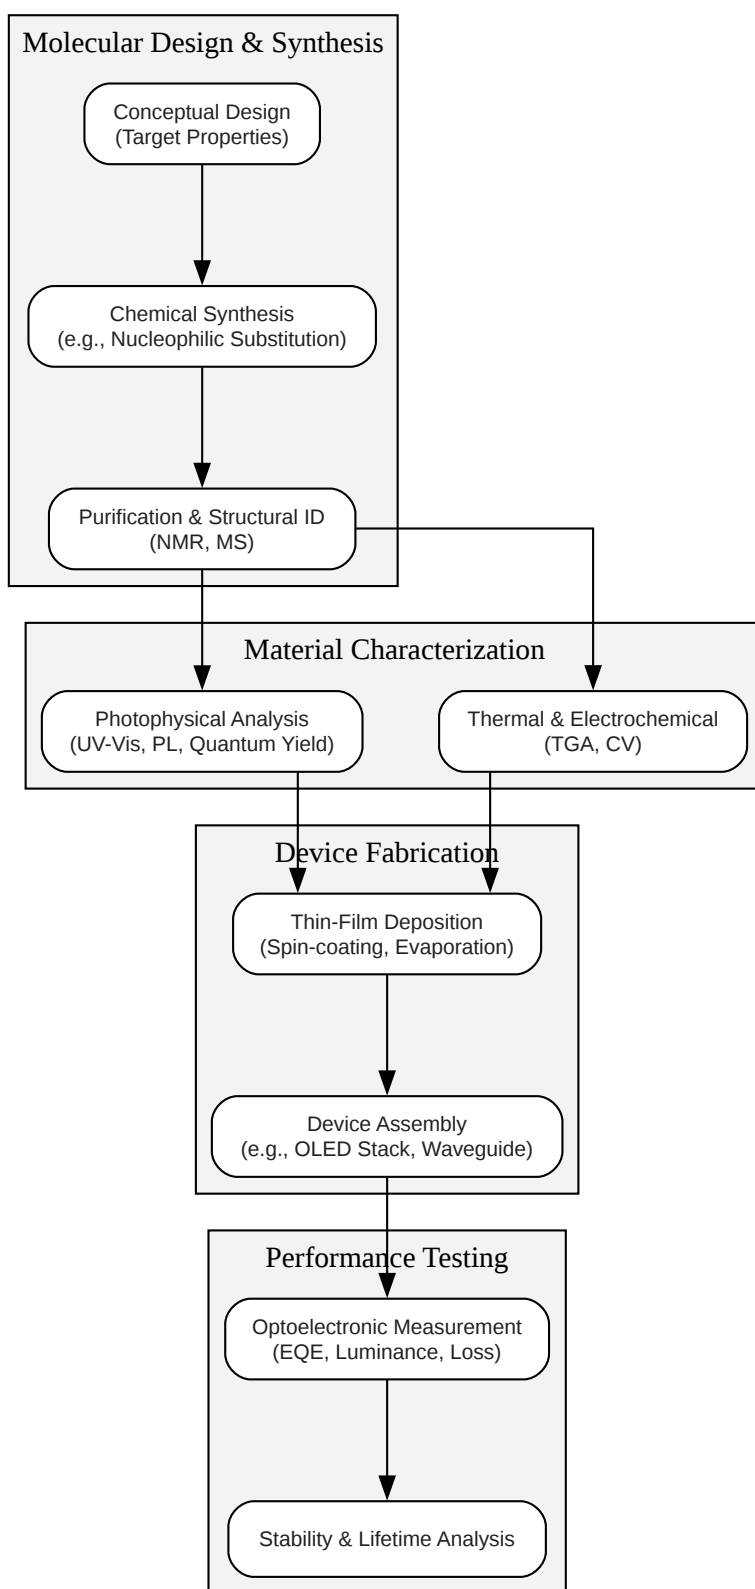 Molecular Design & Synthesis
Conceptual Design
(Target Properties)
Chemical Synthesis
(e.g., Nucleophilic Substitution)
Purification & Structural ID
(NMR, MS)
Material Characterization
Photophysical Analysis
(UV-Vis, PL, Quantum Yield)
Thermal & Electrochemical
(TGA, CV)
Device Fabrication
Thin-Film Deposition
(Spin-coating, Evaporation)
Device Assembly
(e.g., OLED Stack, Waveguide)
Performance Testing
Optoelectronic Measurement
(EQE, Luminance, Loss)
Stability & Lifetime Analysis